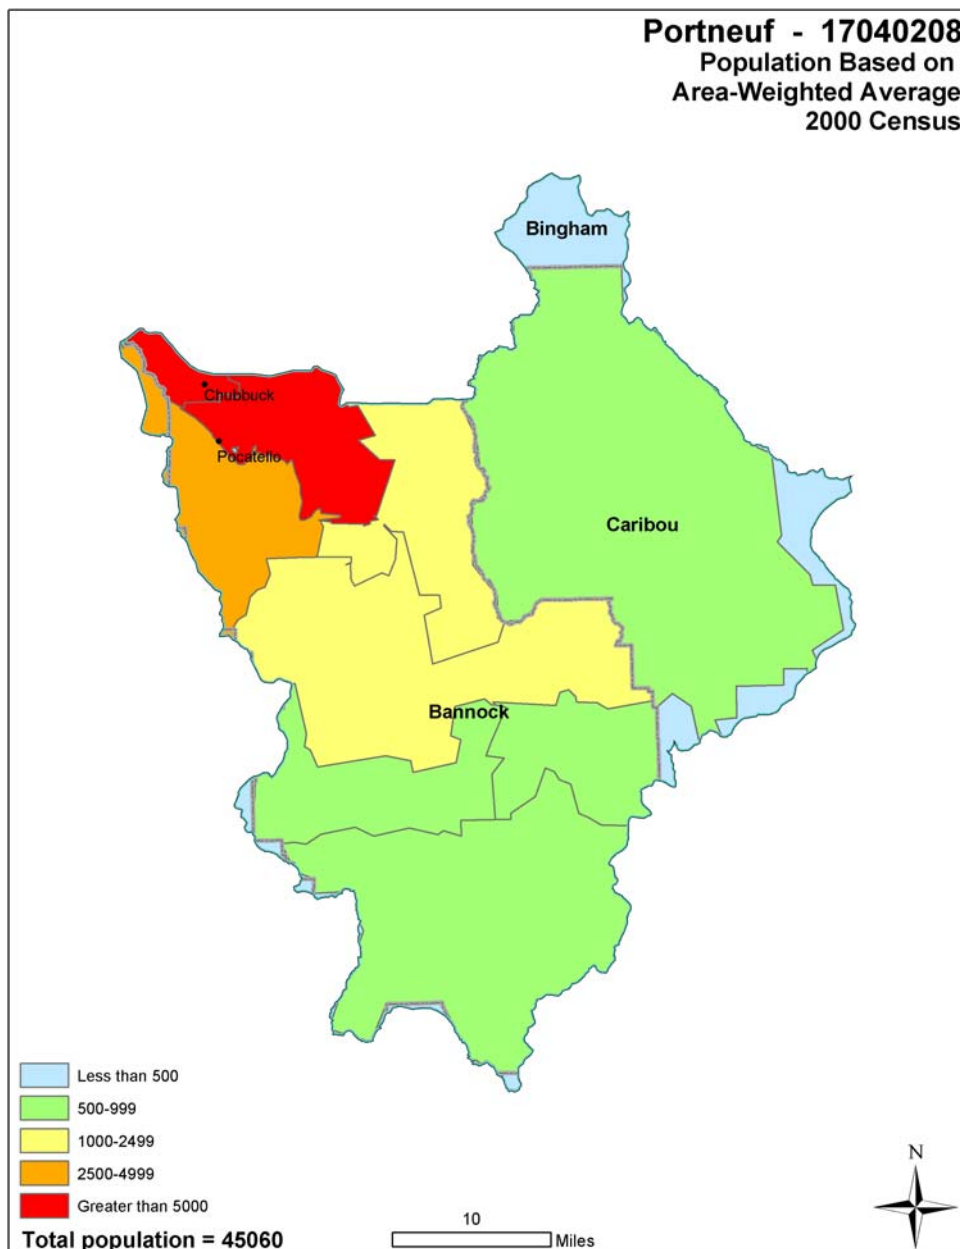 Portneuf - 17040208
Population Based on
Area-Weighted Average
2000 Census
Bingham
Chubbuck
Pocatello
Caribou
Bannock
Less than 500
500-999
1000-2499
2500-4999
Greater than 5000
Total population = 45060
10
Miles
N